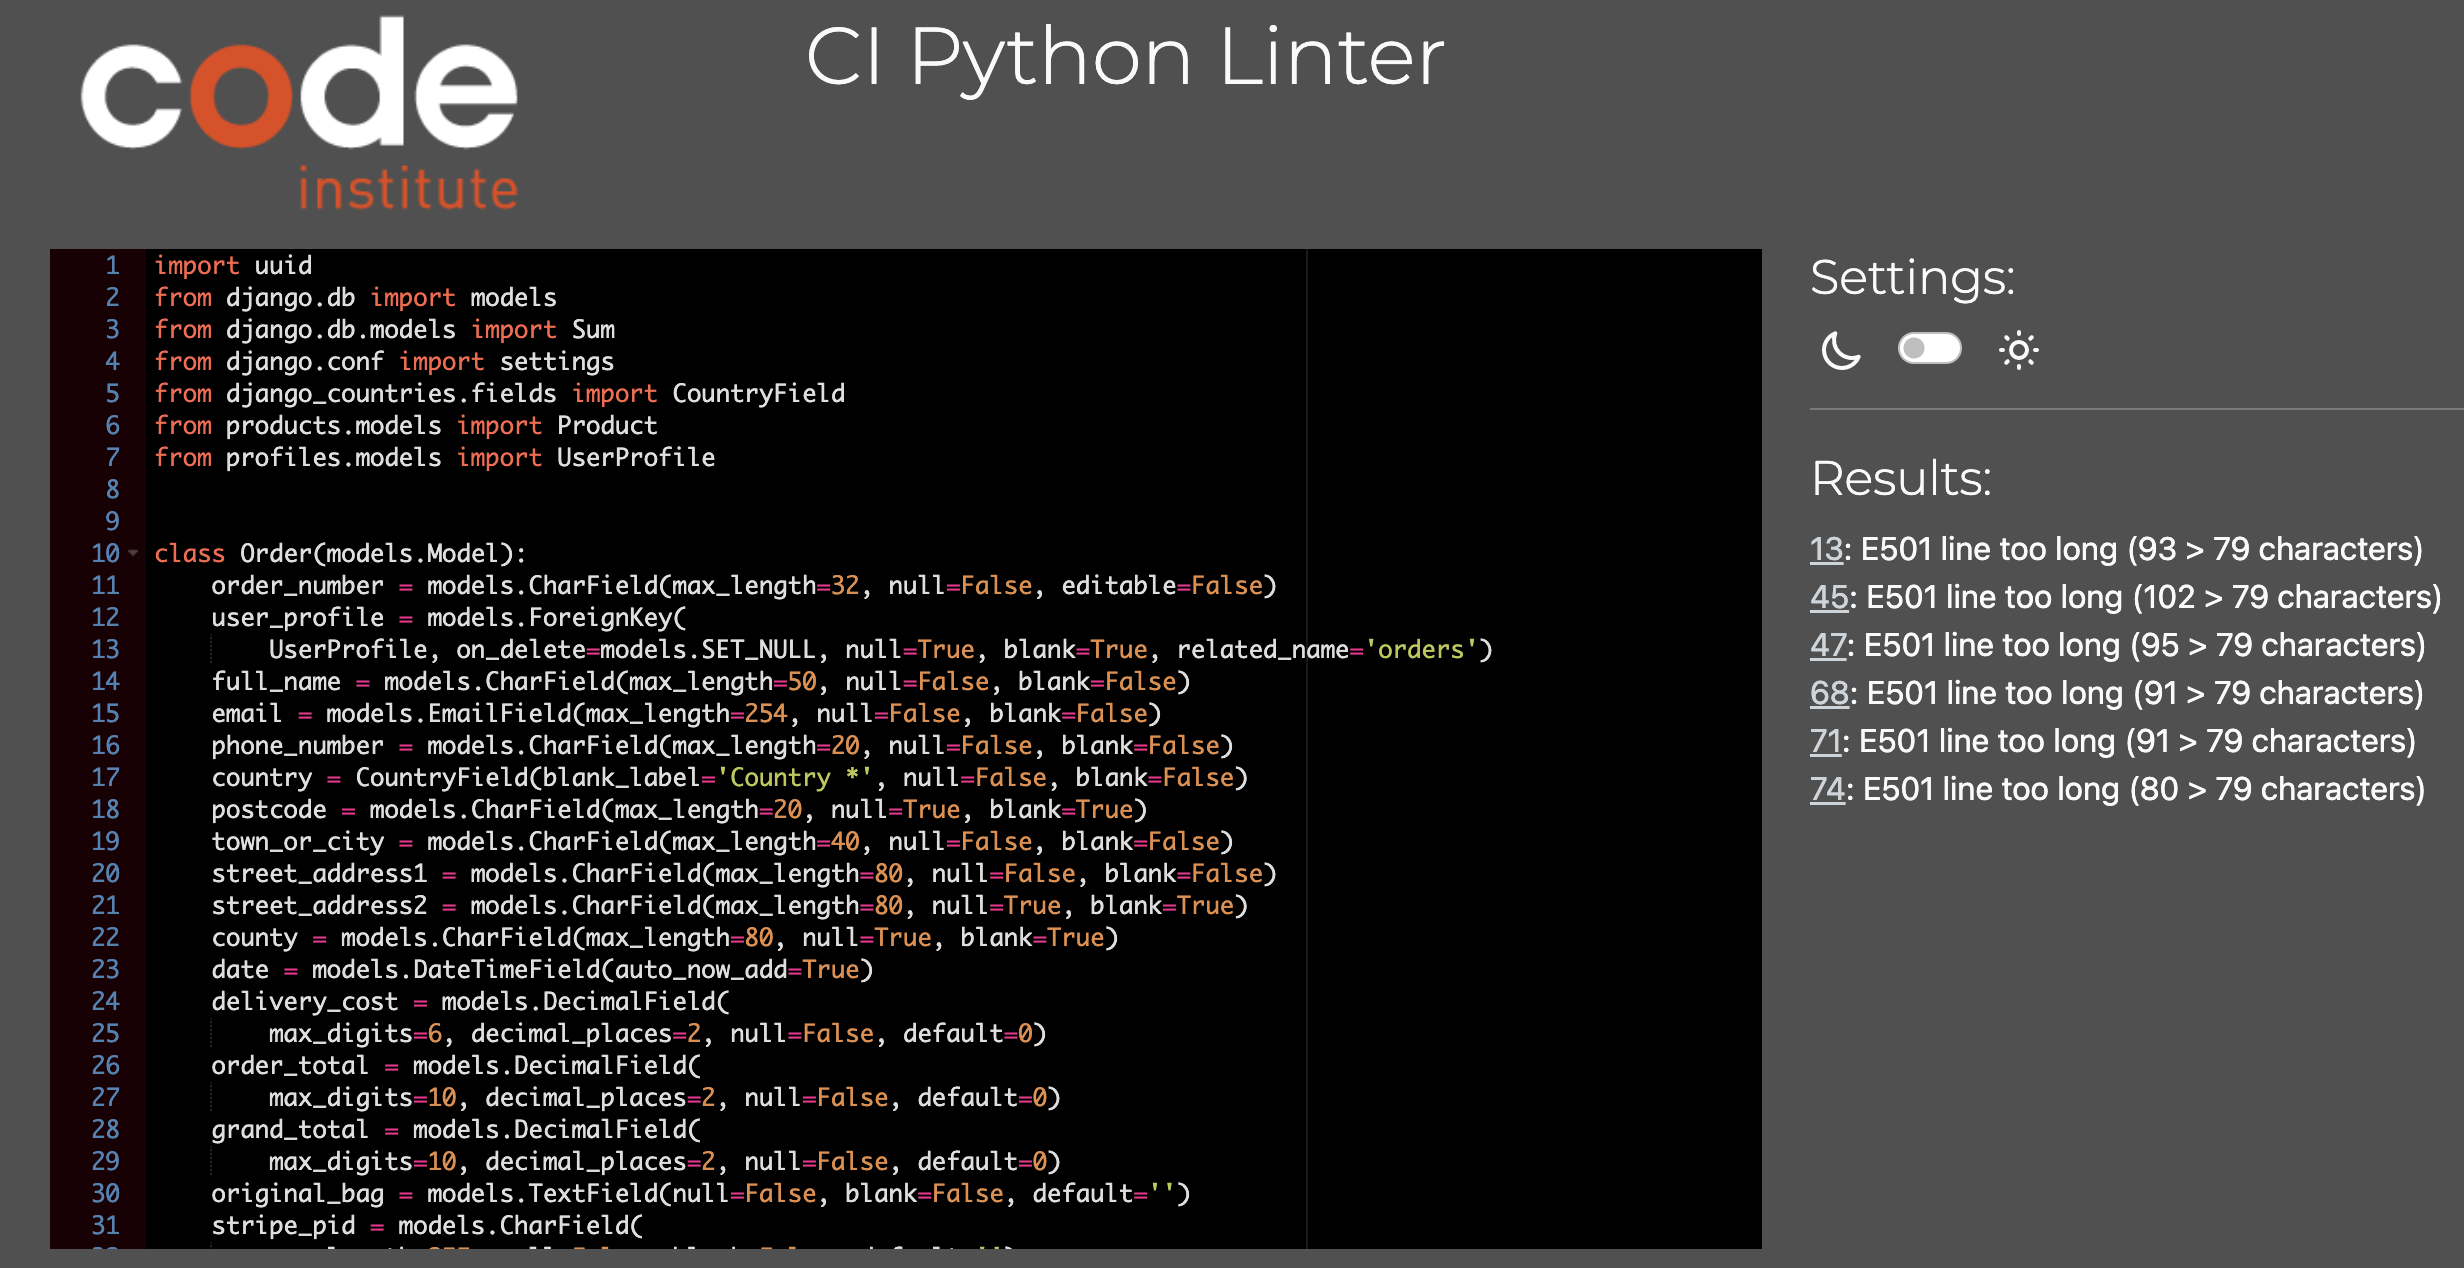 code
institute
CI Python Linter
1 import uuid
2 from django.db import models
3 from django.db.models import Sum
4 from django.conf import settings
5 from django_countries.fields import CountryField
6 from products.models import Product
7 from profiles.models import UserProfile
8
9
10 class Order(models.Model):
11     order_number = models.CharField(max_length=32, null=False, editable=False)
12     user_profile = models.ForeignKey(
13         UserProfile, on_delete=models.SET_NULL, null=True, blank=True, related_name='orders')
14     full_name = models.CharField(max_length=50, null=False, blank=False)
15     email = models.EmailField(max_length=254, null=False, blank=False)
16     phone_number = models.CharField(max_length=20, null=False, blank=False)
17     country = CountryField(blank_label='Country *', null=False, blank=False)
18     postcode = models.CharField(max_length=20, null=True, blank=True)
19     town_or_city = models.CharField(max_length=40, null=False, blank=False)
20     street_address1 = models.CharField(max_length=80, null=False, blank=False)
21     street_address2 = models.CharField(max_length=80, null=True, blank=True)
22     county = models.CharField(max_length=80, null=True, blank=True)
23     date = models.DateTimeField(auto_now_add=True)
24     delivery_cost = models.DecimalField(
25         max_digits=6, decimal_places=2, null=False, default=0)
26     order_total = models.DecimalField(
27         max_digits=10, decimal_places=2, null=False, default=0)
28     grand_total = models.DecimalField(
29         max_digits=10, decimal_places=2, null=False, default=0)
30     original_bag = models.TextField(null=False, blank=False, default='')
31     stripe_pid = models.CharField(
Settings:
Results:
13: E501 line too long (93 > 79 characters)
45: E501 line too long (102 > 79 characters)
47: E501 line too long (95 > 79 characters)
68: E501 line too long (91 > 79 characters)
71: E501 line too long (91 > 79 characters)
74: E501 line too long (80 > 79 characters)